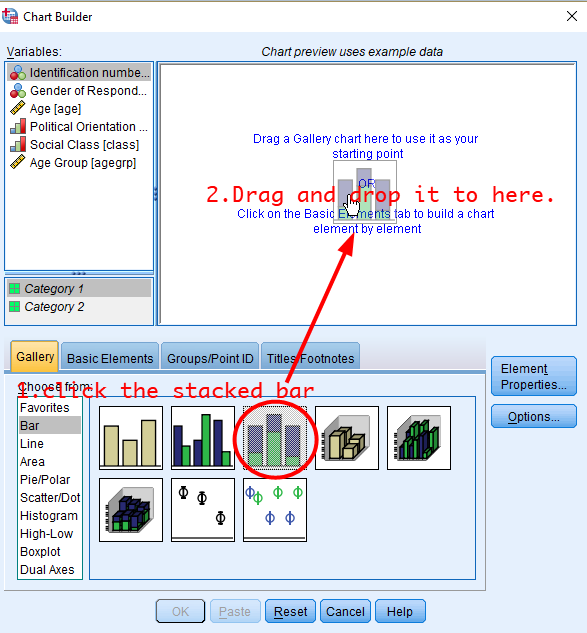 Chart Builder
Variables:
Chart preview uses example data
Identification numbe...
Gender of Respond...
Age [age]
Political Orientation ...
Social Class [class]
Age Group [agegrp]
Drag a Gallery chart here to use it as your
starting point
OR
2.Drag and drop it to here.
Click on the Basic Elements tab to build a chart
element by element
Category 1
Category 2
Gallery
Basic Elements
Groups/Point ID
Titles/Footnotes
Element
Properties...
Options...
Choose from:
1.click the stacked bar
Favorites
Bar
Line
Area
Pie/Polar
Scatter/Dot
Histogram
High-Low
Boxplot
Dual Axes
OK
Paste
Reset
Cancel
Help